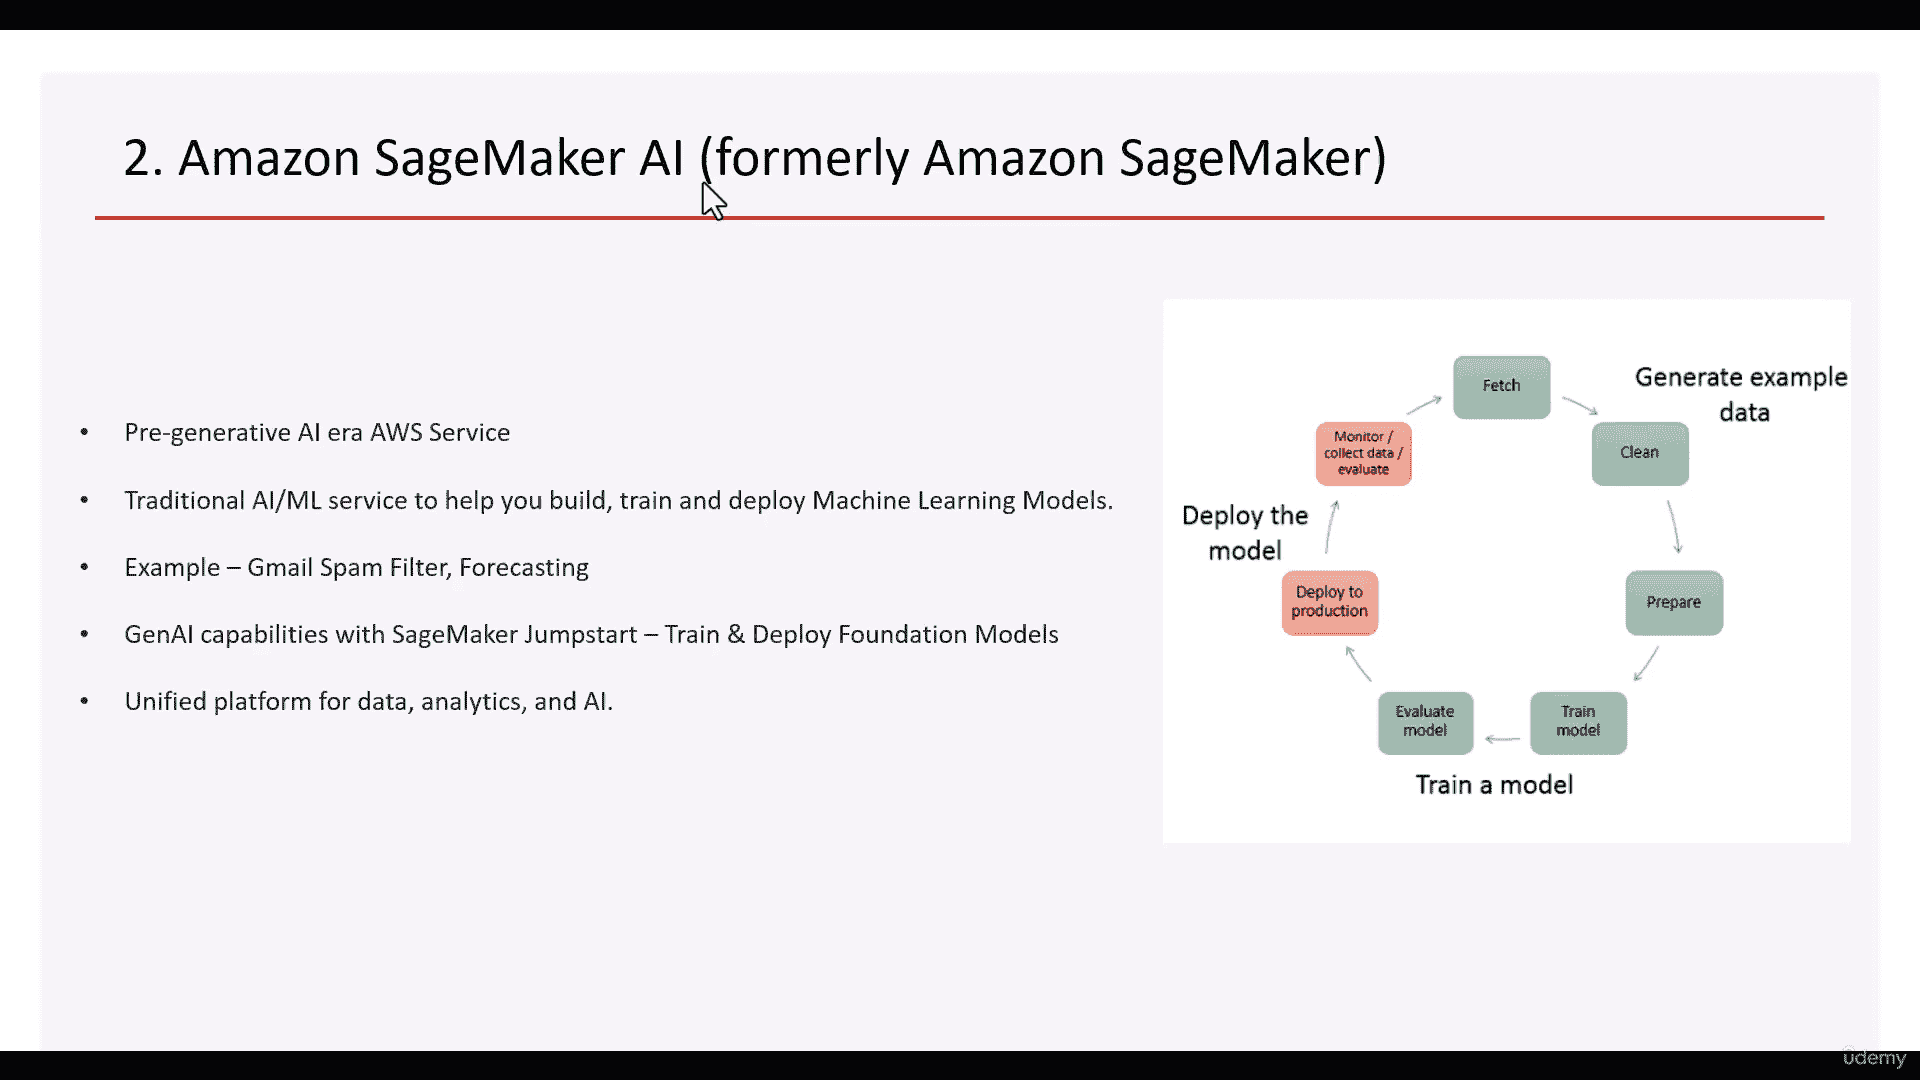 2. Amazon SageMaker AI (formerly Amazon SageMaker)
• Pre-generative AI era AWS Service
• Traditional AI/ML service to help you build, train and deploy Machine Learning Models.
• Example – Gmail Spam Filter, Forecasting
• GenAI capabilities with SageMaker Jumpstart – Train & Deploy Foundation Models
• Unified platform for data, analytics, and AI.
Fetch
Generate example
data
Clean
Prepare
Train
model
Evaluate
model
Train a model
Deploy to
production
Deploy the
model
Monitor /
collect data /
evaluate
ûdemy